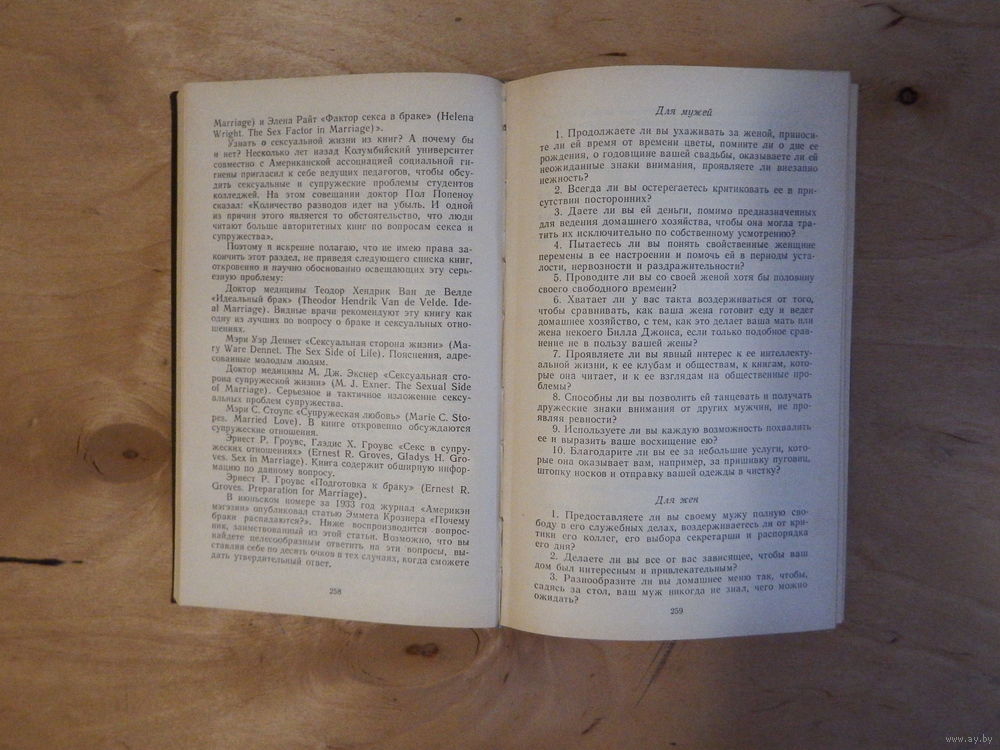 Marriage) и Элена Райт «Фактор секса в браке» (Helena
Wright. The Sex Factor in Marriage)».
Узнать о сексуальной жизни из книг? А почему бы
и нет? Несколько лет назад Колумбийский университет
совместно с Американской ассоциацией социальной ги-
гиены пригласил к себе ведущих педагогов, чтобы обсу-
дить сексуальные и супружеские проблемы студентов
колледжей. На этом совещании доктор Пол Попеноу
сказал: «Количество разводов идет на убыль. И одной
из причин этого является то обстоятельство, что люди
читают больше авторитетных книг по вопросам секса и
супружества».
Поэтому я искренне полагаю, что не имею права за-
кончить этот раздел, не приведя следующего списка книг,
откровенно и научно обоснованно освещающих эту серь-
езную проблему:
Доктор медицины Теодор Хендрик Ван де Велде
«Идеальный брак» (Theodor Hendrik Van de Velde. Ide-
al Marriage). Видные врачи рекомендуют эту книгу как
одну из лучших по вопросу о браке и сексуальных отно-
шениях.
Мэри Уэр Деннет «Сексуальная сторона жизни» (Ma-
ry Ware Dennel. The Sex Side of Life). Пояснения, адре-
сованные молодым людям.
Доктор медицины М. Дж. Экснер «Сексуальная сто-
рона супружеской жизни» (M. J. Exner. The Sexual Side
of Marriage). Серьезное и тактичное изложение сексу-
альных проблем супружества.
Мэри С. Стоупс «Супружеская любовь» (Marie C. Sto-
pes. Married Love). В книге откровенно обсуждаются
супружеские отношения.
Эрнест Р. Гроувс, Глэдис Х. Гроувс «Секс в супру-
жеских отношениях» (Ernest R. Groves, Gladys H. Gro-
ves. Sex in Marriage). Книга содержит обширную инфор-
мацию по данному вопросу.
Эрнест Р. Гроувс «Подготовка к браку» (Ernest R.
Groves. Preparation for Marriage).
В июньском номере за 1933 год журнал «Америкэн
мэгэзин» опубликовал статью Эммета Крозиера «Почему
браки распадаются?». Ниже воспроизводится вопрос-
ник, заимствованный из этой статьи. Возможно, что вы
найдете целесообразным ответить на эти вопросы, вы-
ставляя себе по десять очков в тех случаях, когда сможете
дать утвердительный ответ.
258
Для мужей
1. Продолжаете ли вы ухаживать за женой, приноси-
те ли ей время от времени цветы, помните ли о дне ее
рождения, о годовщине вашей свадьбы, оказываете ли ей
неожиданные знаки внимания, проявляете ли внезапно
нежность?
2. Всегда ли вы остерегаетесь критиковать ее в при-
сутствии посторонних?
3. Даете ли вы ей деньги, помимо предназначенных
для ведения домашнего хозяйства, чтобы она могла тра-
тить их исключительно по собственному усмотрению?
4. Пытаетесь ли вы понять свойственные женщине
перемены в ее настроении и помочь ей в периоды уста-
лости, нервозности и раздражительности?
5. Проводите ли вы со своей женой хотя бы половину
своего свободного времени?
6. Хватает ли у вас такта воздерживаться от того,
чтобы сравнивать, как ваша жена готовит еду и ведет
домашнее хозяйство, с тем, как это делает ваша мать или
жена некоего Билла Джонса, если только подобное срав-
нение не в пользу вашей жены?
7. Проявляете ли вы явный интерес к ее интеллекту-
альной жизни, к ее клубам и обществам, к книгам, кото-
рые она читает, и к ее взглядам на общественные про-
блемы?
8. Способны ли вы позволить ей танцевать и получать
дружеские знаки внимания от других мужчин, не про-
являя ревности?
9. Используете ли вы каждую возможность похвалить
ее и выразить ваше восхищение ею?
10. Благодарите ли вы ее за небольшие услуги, кото-
рые она оказывает вам, например, за пришивку пуговиц,
штопку носков и отправку вашей одежды в чистку?
Для жен
1. Предоставляете ли вы своему мужу полную сво-
боду в его служебных делах, воздерживаетесь ли от кри-
тики его коллег, его выбора секретарши и распорядка
его дня?
2. Делаете ли вы все от вас зависящее, чтобы ваш
дом был интересным и привлекательным?
3. Разнообразите ли вы домашнее меню так, чтобы,
садясь за стол, ваш муж никогда не знал, чего можно
ожидать?
259
www.ay.by